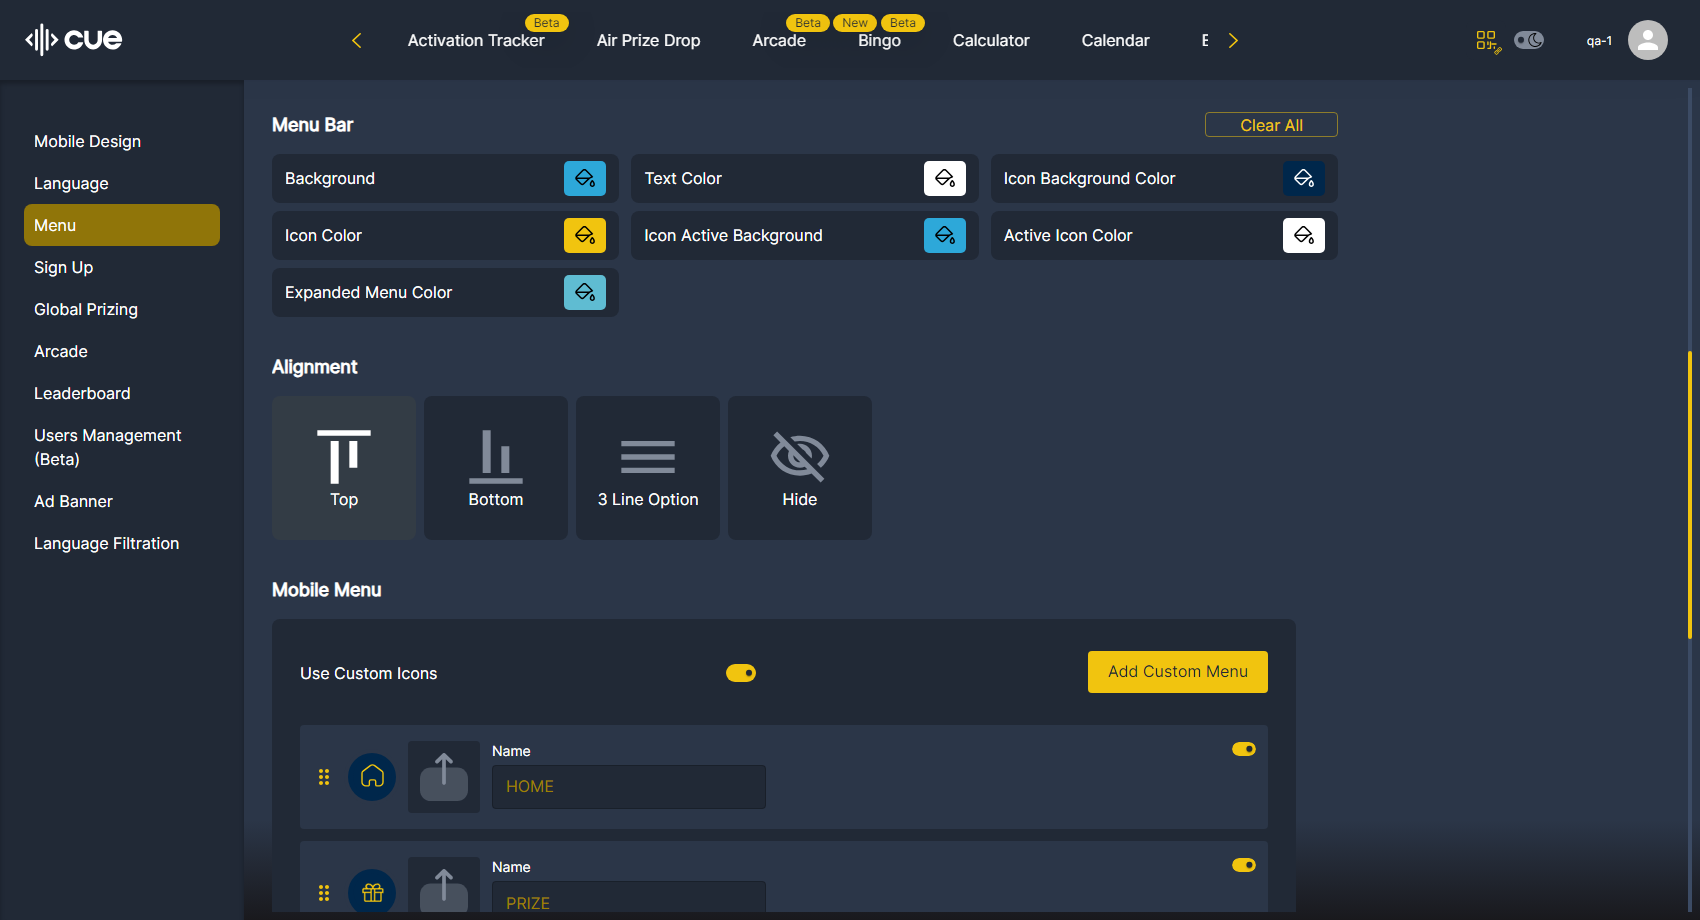 cue
Activation Tracker
Beta
Air Prize Drop
Arcade
Beta
New
Bingo
Beta
Calculator
Calendar
qa-1
Mobile Design
Language
Menu
Sign Up
Global Prizing
Arcade
Leaderboard
Users Management
(Beta)
Ad Banner
Language Filtration
Menu Bar
Clear All
Background
Text Color
Icon Background Color
Icon Color
Icon Active Background
Active Icon Color
Expanded Menu Color
Alignment
Top
Bottom
3 Line Option
Hide
Mobile Menu
Use Custom Icons
Add Custom Menu
Name
HOME
Name
PRIZE